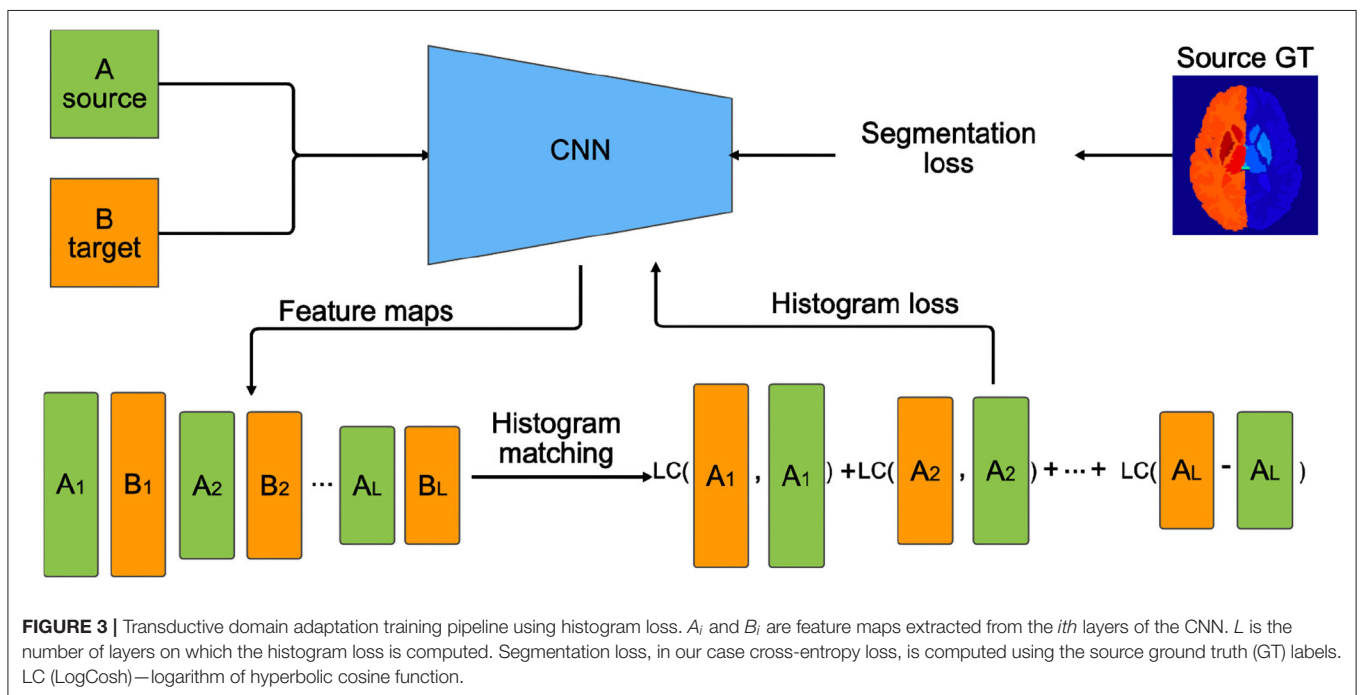 A
source
B
target
CNN
Segmentation
loss
Source GT
Feature maps
Histogram loss
A1 B1 A2 B2 ... AL BL
Histogram
matching
LC( A1 , A1 ) +LC( A2 , A2 ) + ... + LC( AL - AL )
FIGURE 3 | Transductive domain adaptation training pipeline using histogram loss. Ai and Bi are feature maps extracted from the ith layers of the CNN. L is the
number of layers on which the histogram loss is computed. Segmentation loss, in our case cross-entropy loss, is computed using the source ground truth (GT) labels.
LC (LogCosh)—logarithm of hyperbolic cosine function.